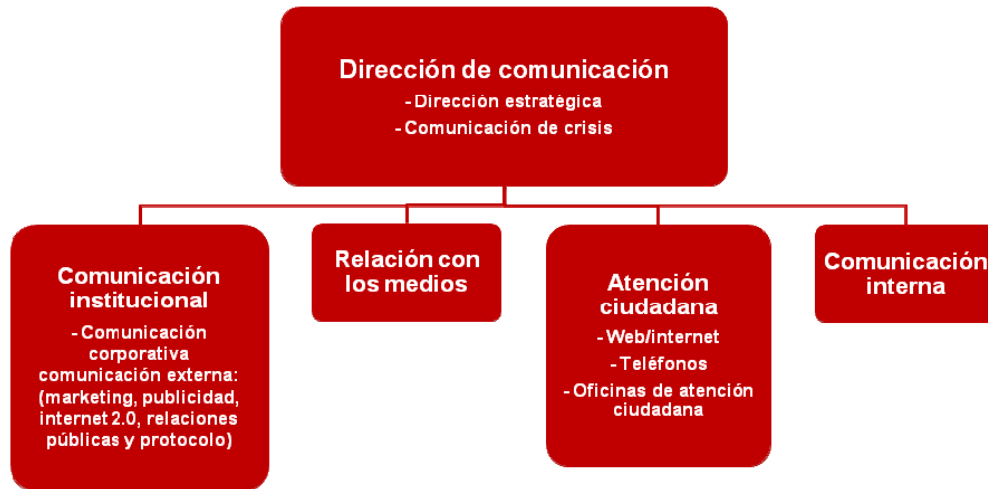 Dirección de comunicación
- Dirección estratégica
- Comunicación de crisis
Comunicación
institucional
- Comunicación
corporativa
comunicación externa:
(marketing, publicidad,
internet 2.0, relaciones
públicas y protocolo)
Relación con
los medios
Atención
ciudadana
- Web/internet
- Teléfonos
- Oficinas de atención
ciudadana
Comunicación
interna